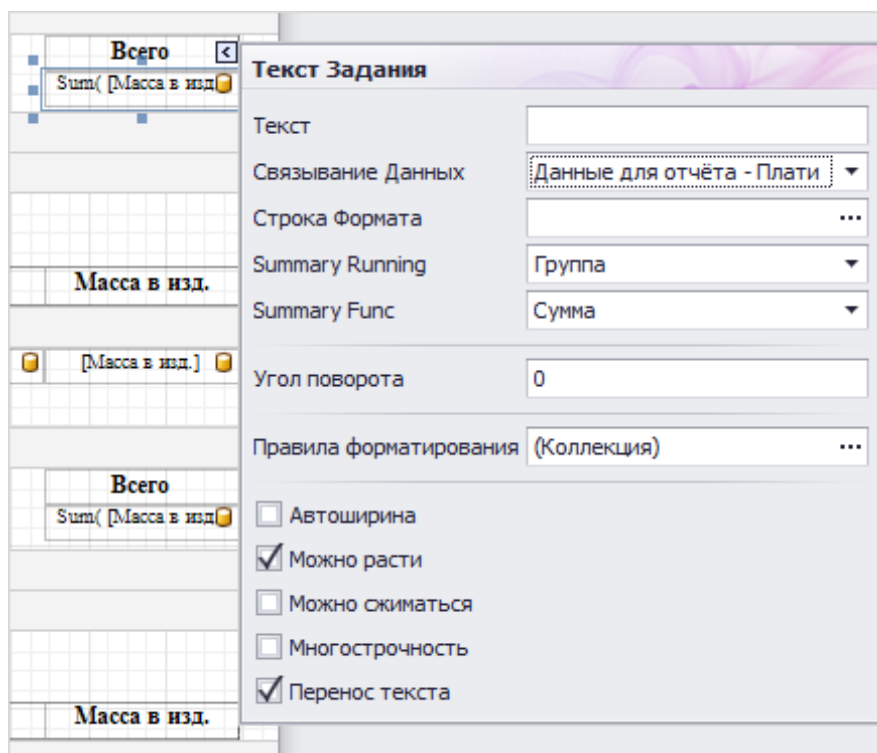 Всего
Sum( [Масса в изд
Масса в изд.
[Масса в изд.]
Всего
Sum( [Масса в изд
Масса в изд.
Текст Задания
Текст
Связывание Данных Данные для отчёта - Плати
Строка Формата ...
Summary Running Группа
Summary Func Сумма
Угол поворота 0
Правила форматирования (Коллекция) ...
Автоширина
Можно расти
Можно сжиматься
Многострочность
Перенос текста